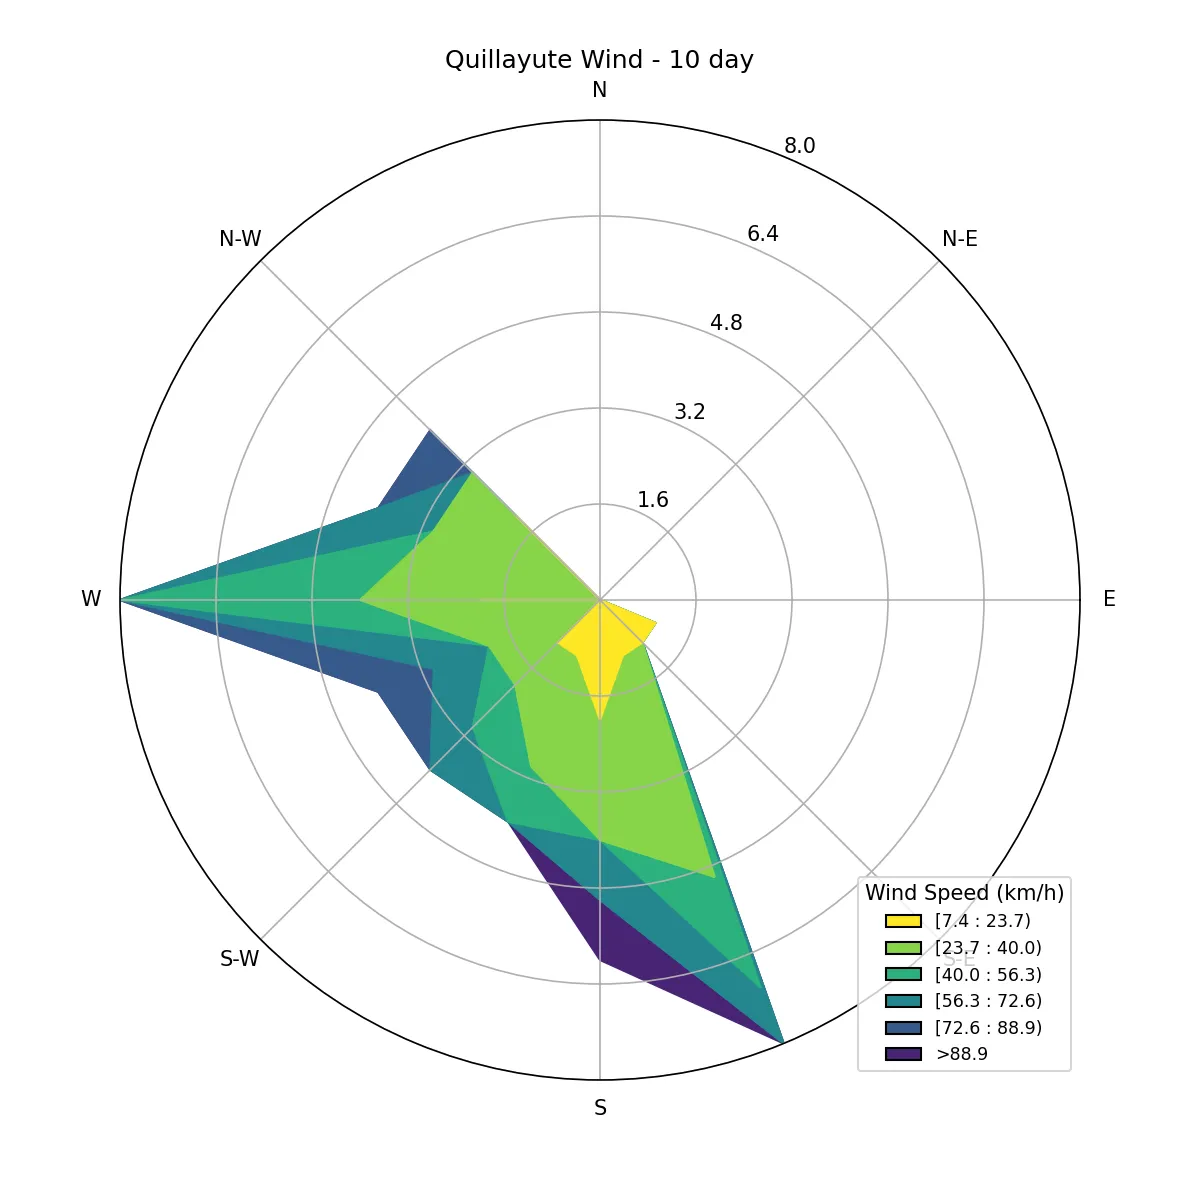 Quillayute Wind - 10 day
N
8.0
N-W
6.4
N-E
4.8
3.2
1.6
W
E
Wind Speed (km/h)
[7.4 : 23.7)
[23.7 : 40.0)
[40.0 : 56.3)
[56.3 : 72.6)
[72.6 : 88.9)
>88.9
S-W
S-E
S